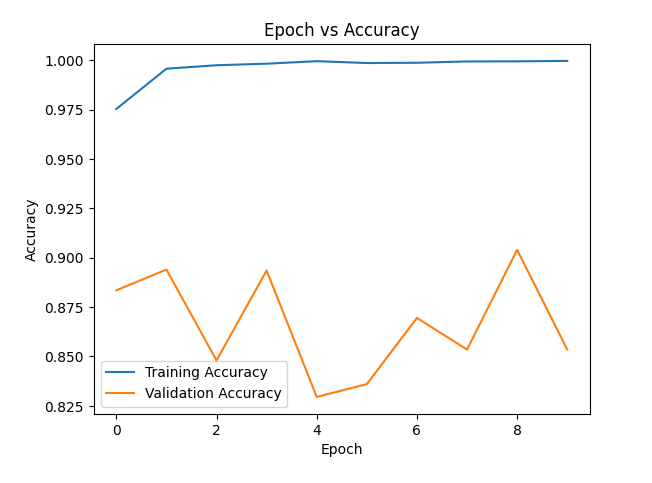 Epoch vs Accuracy
1.000
0.975
0.950
0.925
0.900
0.875
0.850
0.825
Accuracy
Training Accuracy
Validation Accuracy
0 2 4 6 8
Epoch